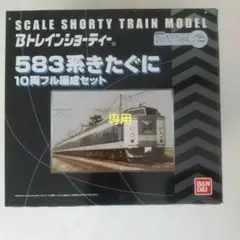 SCALE SHORTY TRAIN MODEL
Bトレインショーティー
583系きたぐに
10両フル編成セット
専用
BANDAI